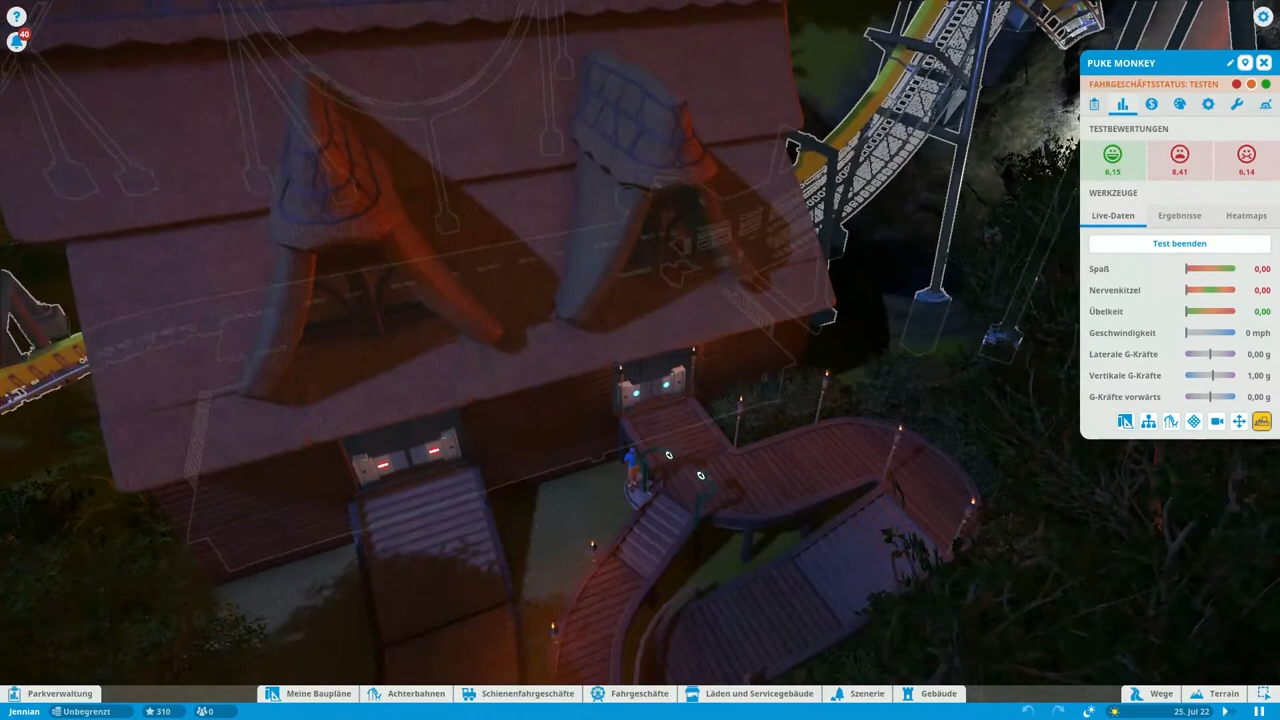 40
PUKE MONKEY
FAHRGESCHÄFTSSTATUS: TESTEN
TESTBEWERTUNGEN
6,15 8,41 6,14
WERKZEUGE
Live-Daten Ergebnisse Heatmaps
Test beenden
Spaß 0,00
Nervenkitzel 0,00
Übelkeit 0,00
Geschwindigkeit 0 mph
Laterale G-Kräfte 0,00 g
Vertikale G-Kräfte 1,00 g
G-Kräfte vorwärts 0,00 g
Parkverwaltung Meine Baupläne Achterbahnen Schienenfahrgeschäfte Fahrgeschäfte Läden und Servicegebäude Szenerie Gebäude Wege Terrain
Jennian Unbegrenzt 310 0 25. Jul 22